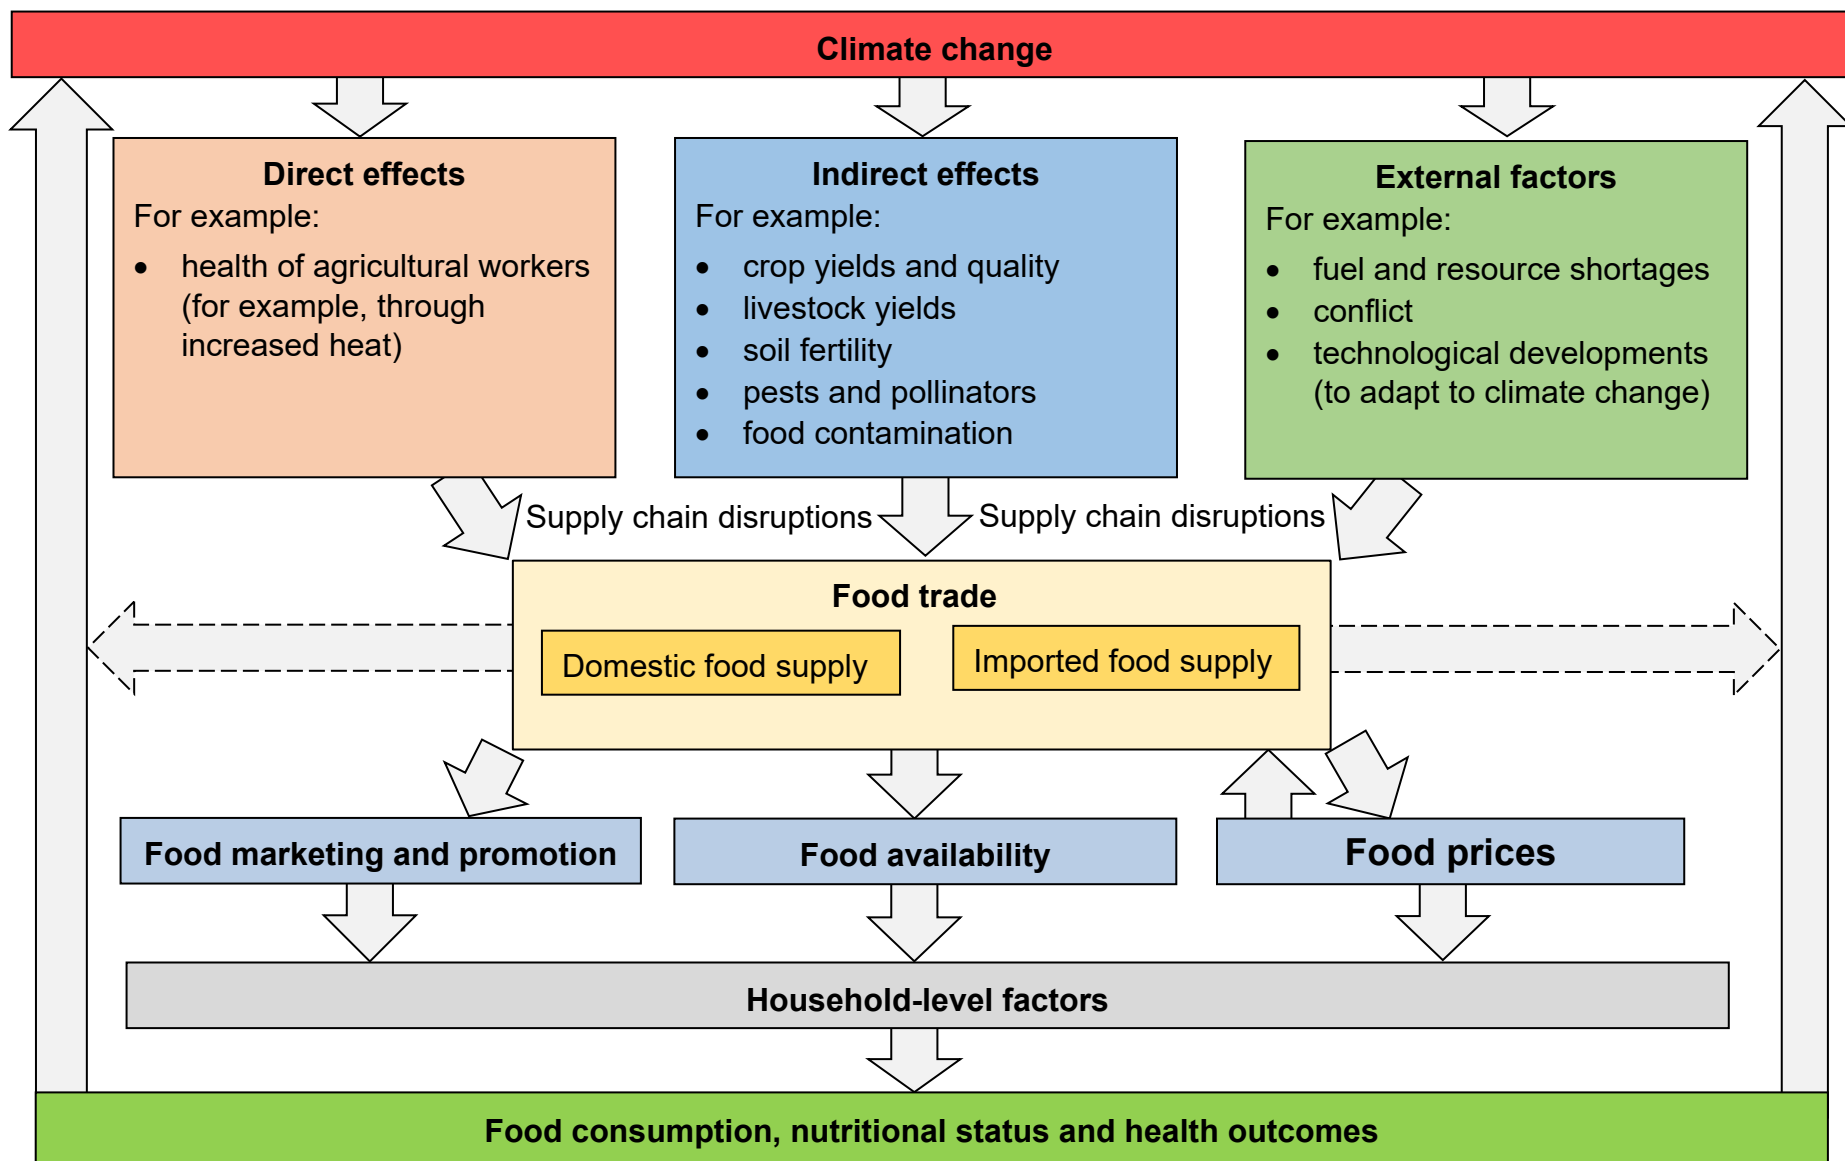 Climate change
Direct effects
For example:
• health of agricultural workers
(for example, through
increased heat)
Indirect effects
For example:
• crop yields and quality
• livestock yields
• soil fertility
• pests and pollinators
• food contamination
External factors
For example:
• fuel and resource shortages
• conflict
• technological developments
(to adapt to climate change)
Supply chain disruptions
Supply chain disruptions
Food trade
Domestic food supply
Imported food supply
Food marketing and promotion
Food availability
Food prices
Household-level factors
Food consumption, nutritional status and health outcomes